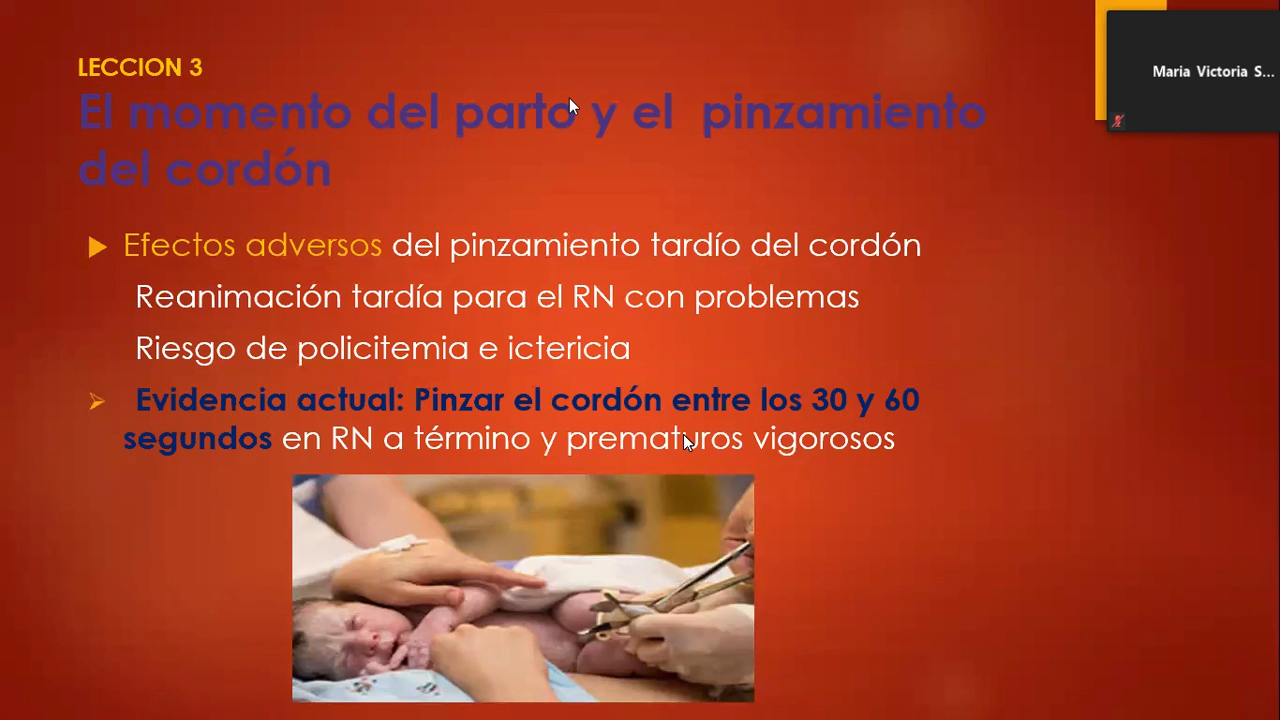 LECCION 3
El momento del parto y el pinzamiento
del cordón
Efectos adversos del pinzamiento tardío del cordón
Reanimación tardía para el RN con problemas
Riesgo de policitemia e ictericia
Evidencia actual: Pinzar el cordón entre los 30 y 60
segundos en RN a término y prematuros vigorosos
Maria Victoria S...